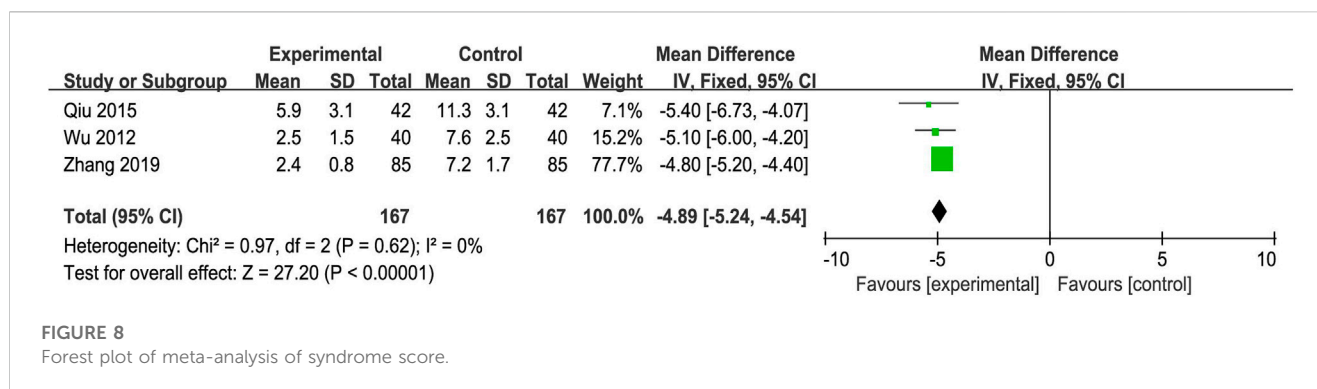 Experimental Control Mean Difference Mean Difference
Study or Subgroup Mean SD Total Mean SD Total Weight IV, Fixed, 95% CI IV, Fixed, 95% CI
Qiu 2015 5.9 3.1 42 11.3 3.1 42 7.1% -5.40 [-6.73, -4.07]
Wu 2012 2.5 1.5 40 7.6 2.5 40 15.2% -5.10 [-6.00, -4.20]
Zhang 2019 2.4 0.8 85 7.2 1.7 85 77.7% -4.80 [-5.20, -4.40]
Total (95% CI) 167 167 100.0% -4.89 [-5.24, -4.54]
Heterogeneity: Chi² = 0.97, df = 2 (P = 0.62); I² = 0%
Test for overall effect: Z = 27.20 (P < 0.00001)
-10 -5 0 5 10
Favours [experimental] Favours [control]
FIGURE 8
Forest plot of meta-analysis of syndrome score.